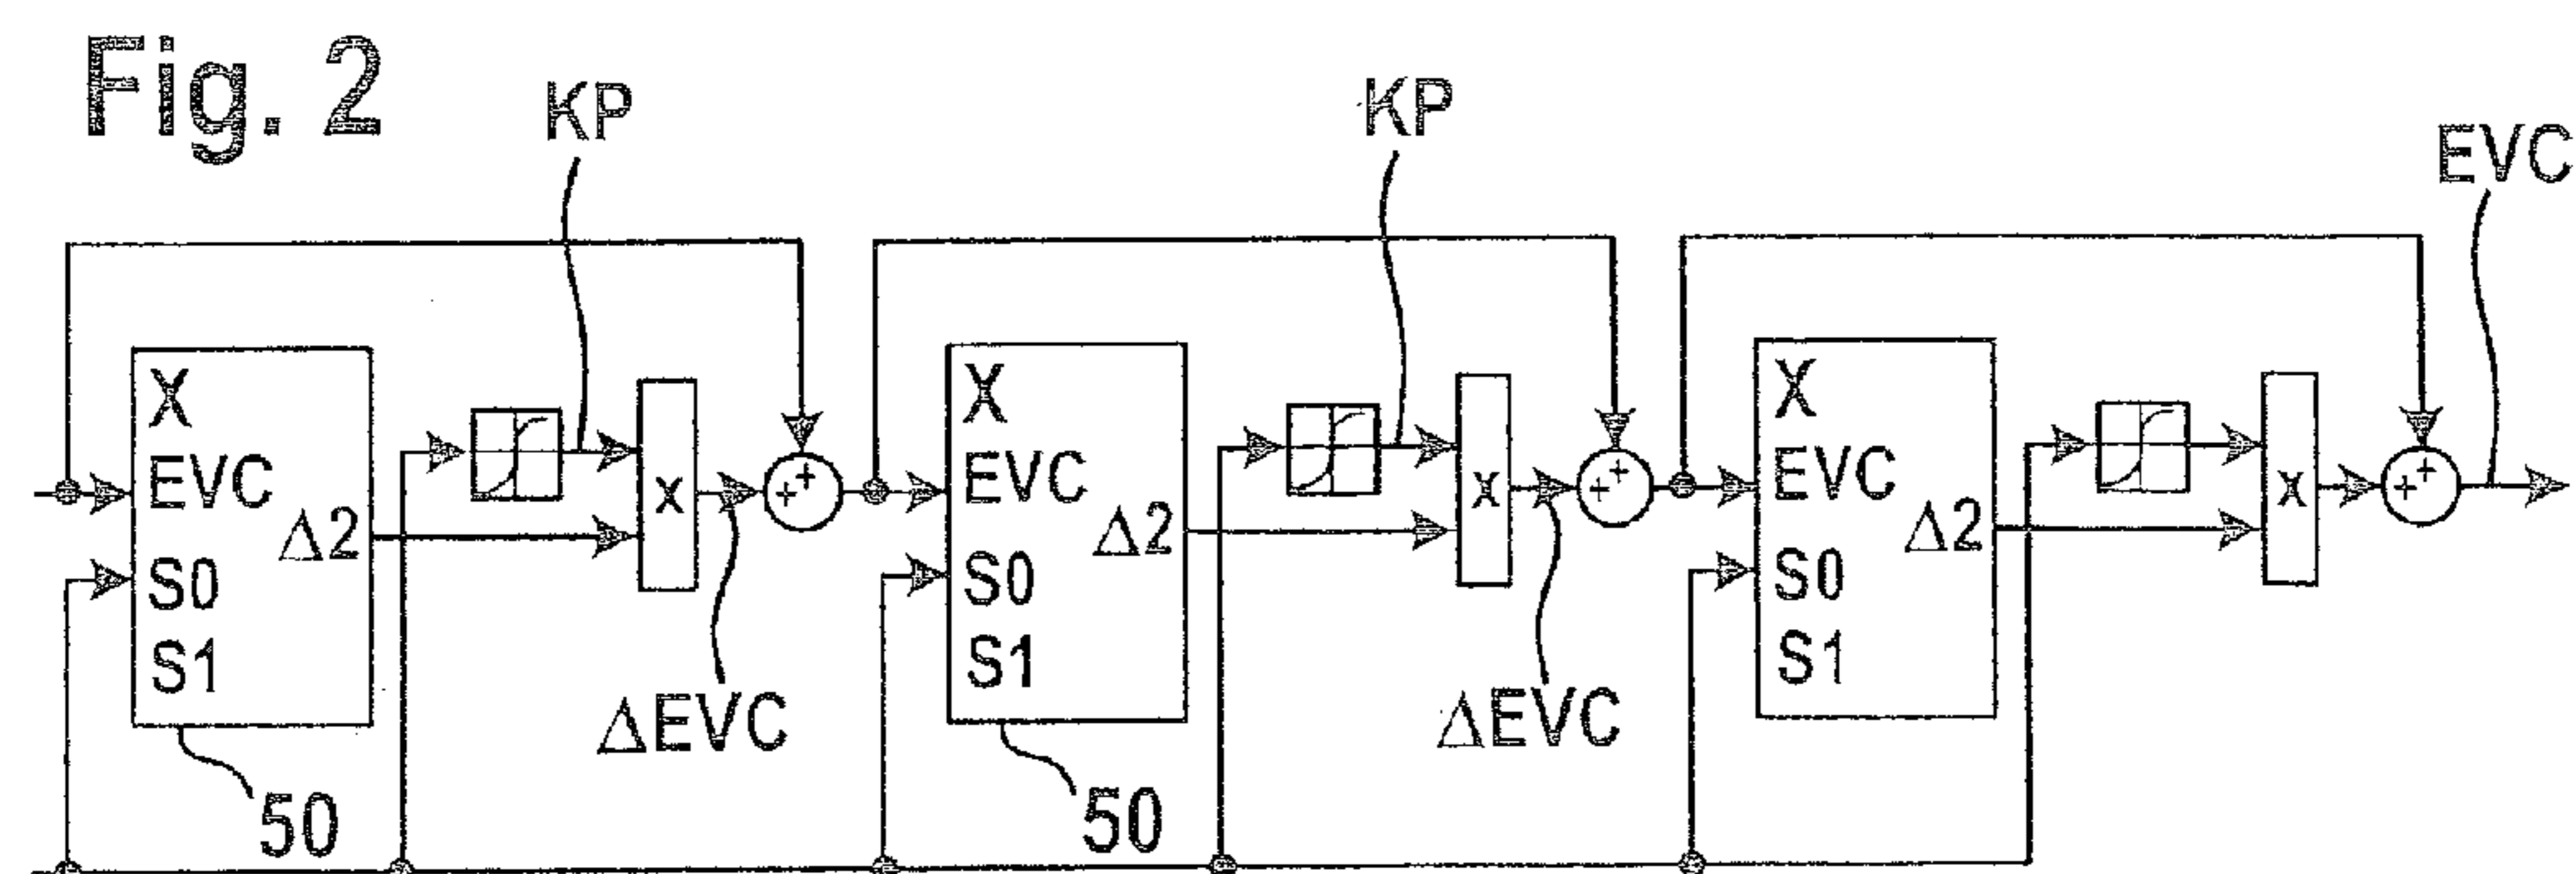 Fig. 2
KP
KP
EVC
X
EVC
Δ2
S0
S1
x
+
+
ΔEVC
50
X
EVC
Δ2
S0
S1
x
+
+
ΔEVC
50
X
EVC
Δ2
S0
S1
x
+
+